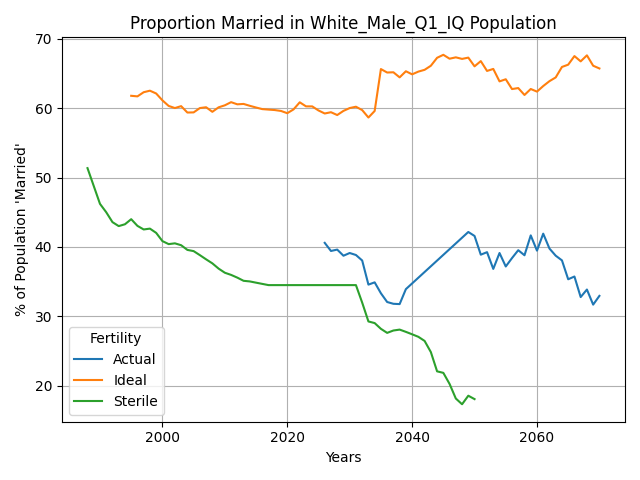 Proportion Married in White_Male_Q1_IQ Population
% of Population 'Married'
70
60
50
40
30
20
Fertility
Actual
Ideal
Sterile
2000
2020
2040
2060
Years